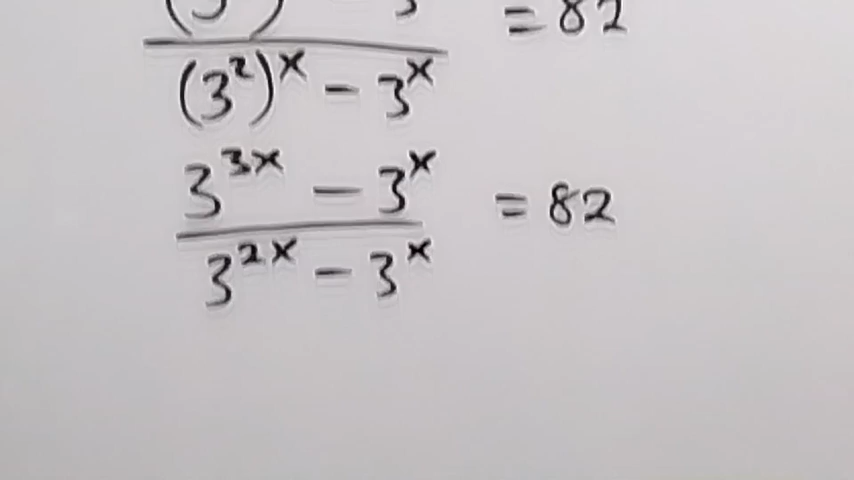 = 82
(3²)ˣ - 3ˣ
3³ˣ - 3ˣ = 82
3²ˣ - 3ˣ